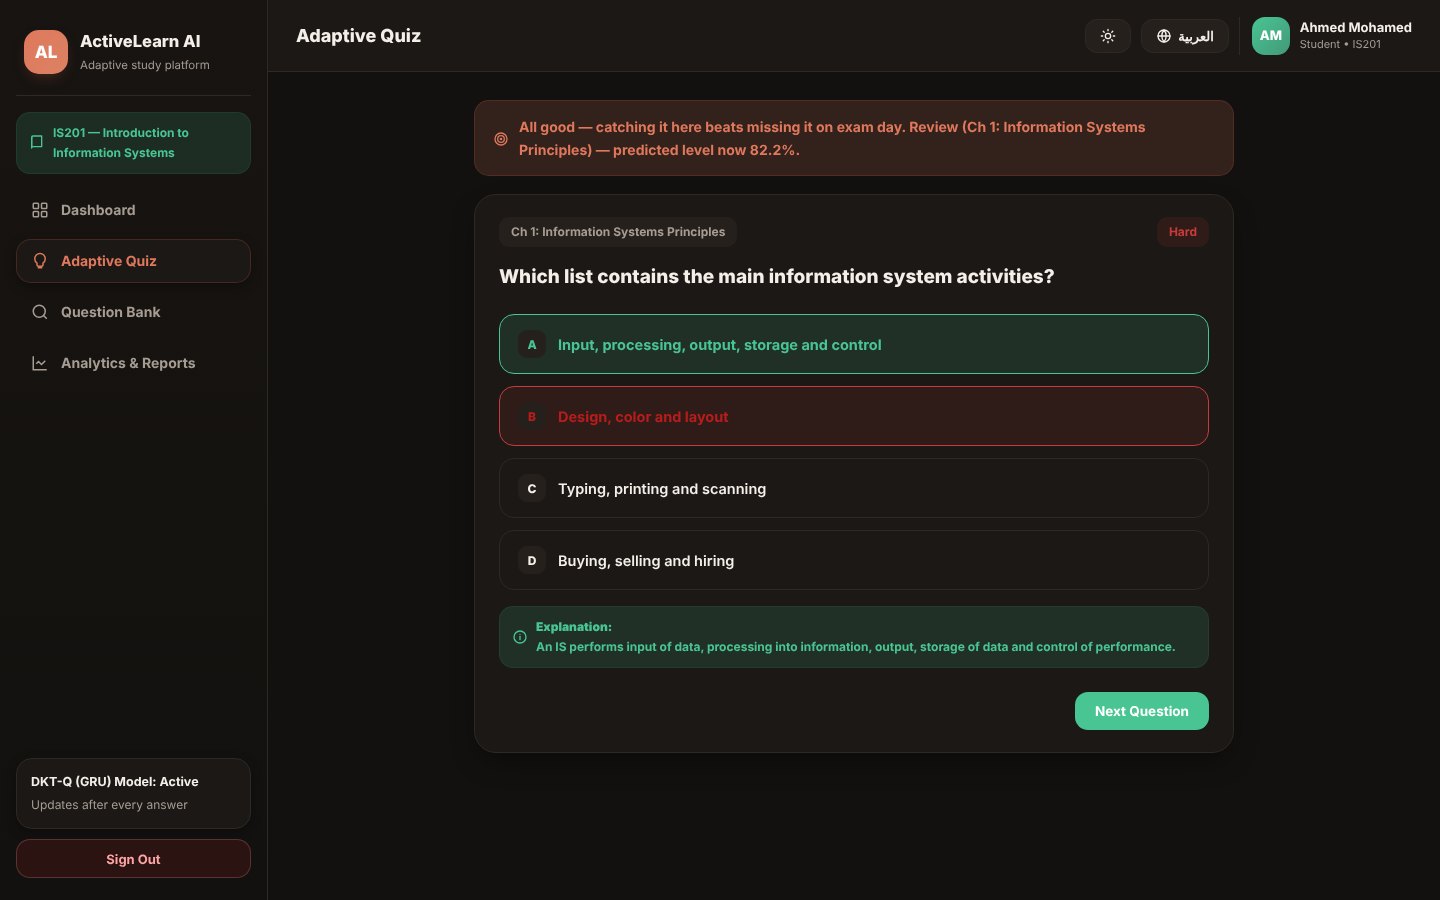 AL
ActiveLearn AI
Adaptive study platform
IS201 — Introduction to
Information Systems
Dashboard
Adaptive Quiz
Question Bank
Analytics & Reports
DKT-Q (GRU) Model: Active
Updates after every answer
Sign Out
Adaptive Quiz
العربية
AM
Ahmed Mohamed
Student • IS201
All good — catching it here beats missing it on exam day. Review (Ch 1: Information Systems
Principles) — predicted level now 82.2%.
Ch 1: Information Systems Principles
Hard
Which list contains the main information system activities?
A Input, processing, output, storage and control
B Design, color and layout
C Typing, printing and scanning
D Buying, selling and hiring
Explanation:
An IS performs input of data, processing into information, output, storage of data and control of performance.
Next Question